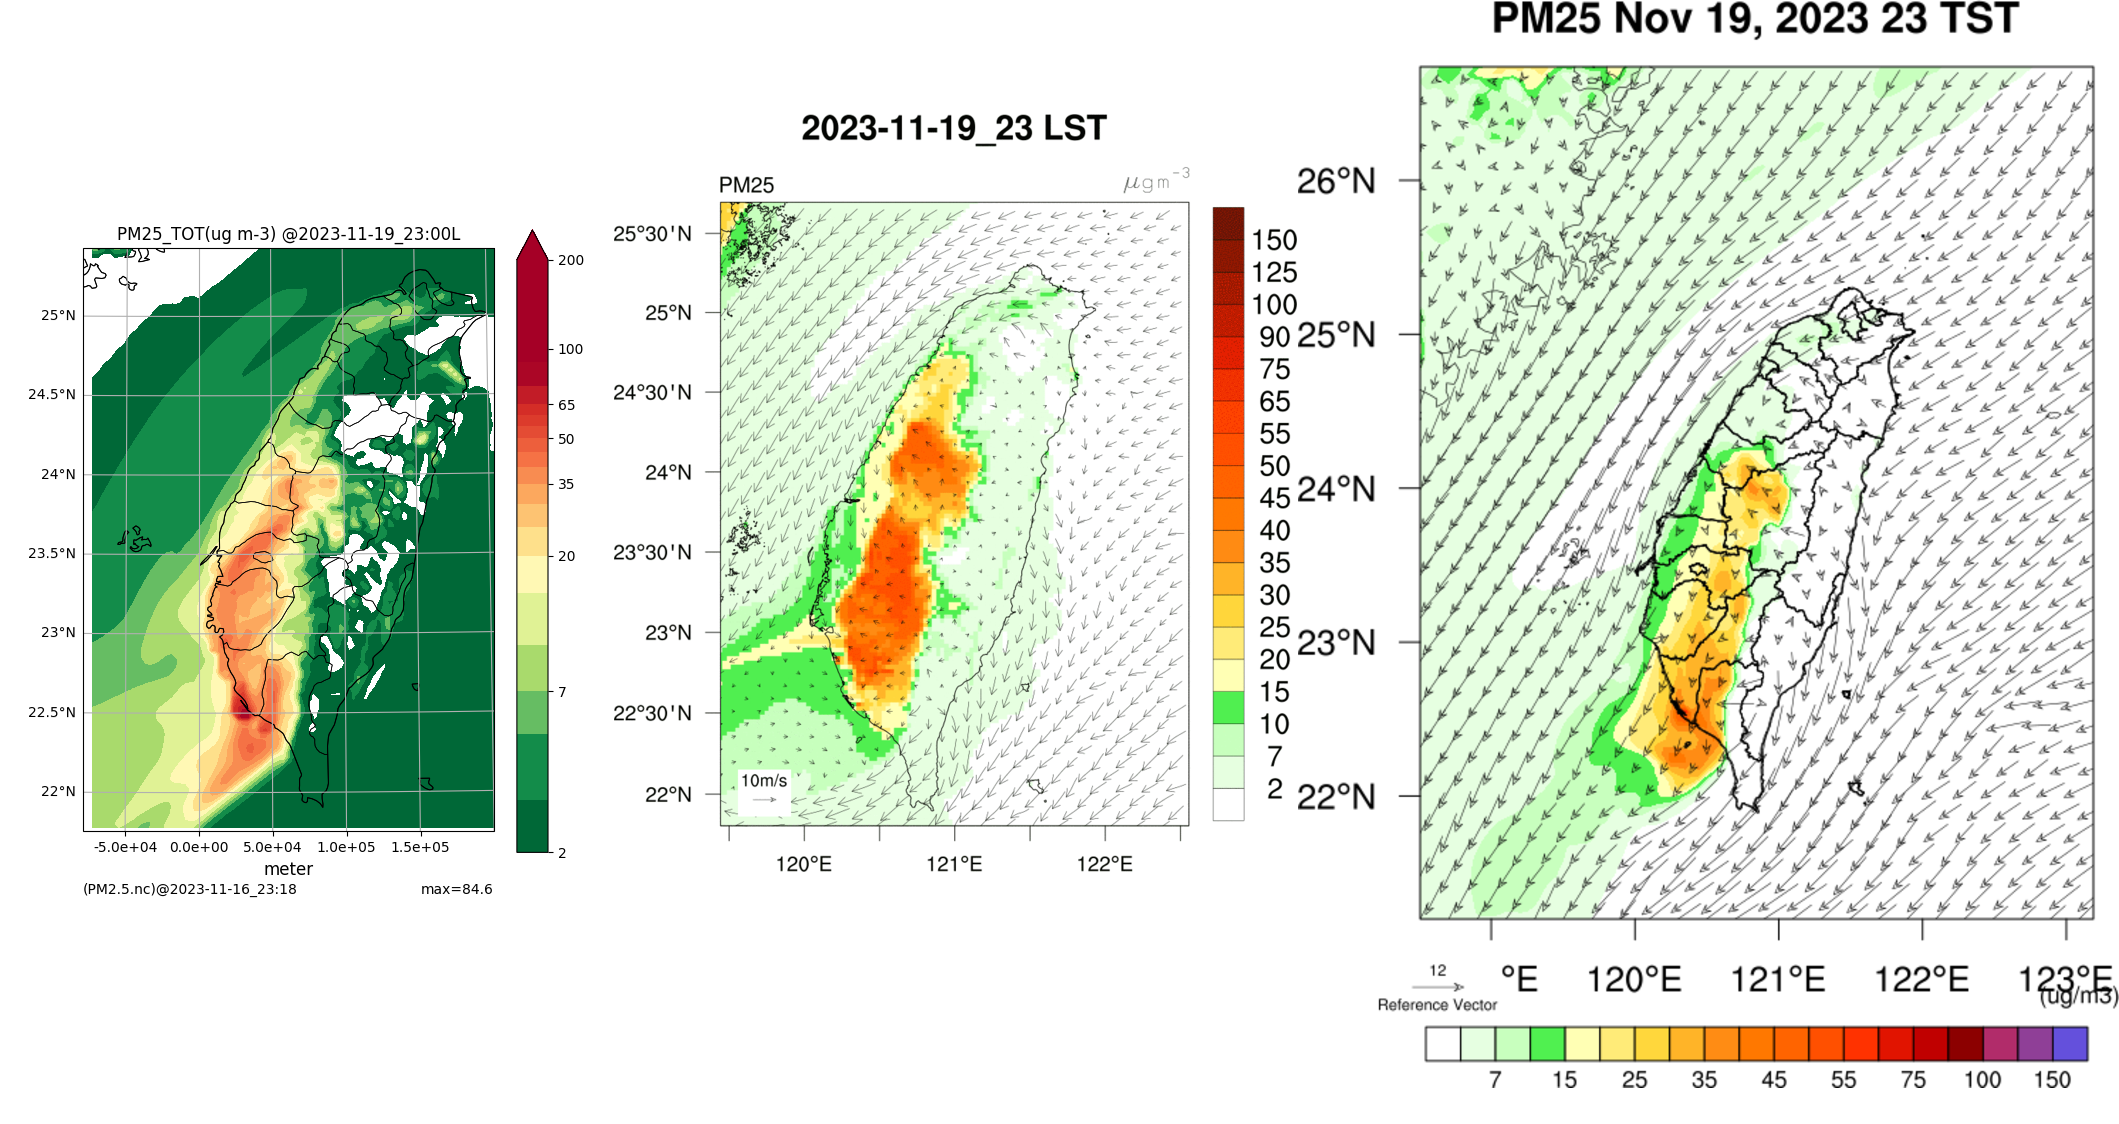 PM25_TOT(ug m-3) @2023-11-19_23:00L
25°N
24.5°N
24°N
23.5°N
23°N
22.5°N
22°N
-5.0e+04 0.0e+00 5.0e+04 1.0e+05 1.5e+05
meter
(PM2.5.nc)@2023-11-16_23:18 max=84.6
200
100
65
50
35
20
7
2
2023-11-19_23 LST
PM25 μgm⁻³
25°30'N
25°N
24°30'N
24°N
23°30'N
23°N
22°30'N
22°N
10m/s
120°E 121°E 122°E
150
125
100
90
75
65
55
50
45
40
35
30
25
20
15
10
7
2
PM25 Nov 19, 2023 23 TST
26°N
25°N
24°N
23°N
22°N
°E 120°E 121°E 122°E 123°E
12
Reference Vector
(ug/m3)
7 15 25 35 45 55 75 100 150